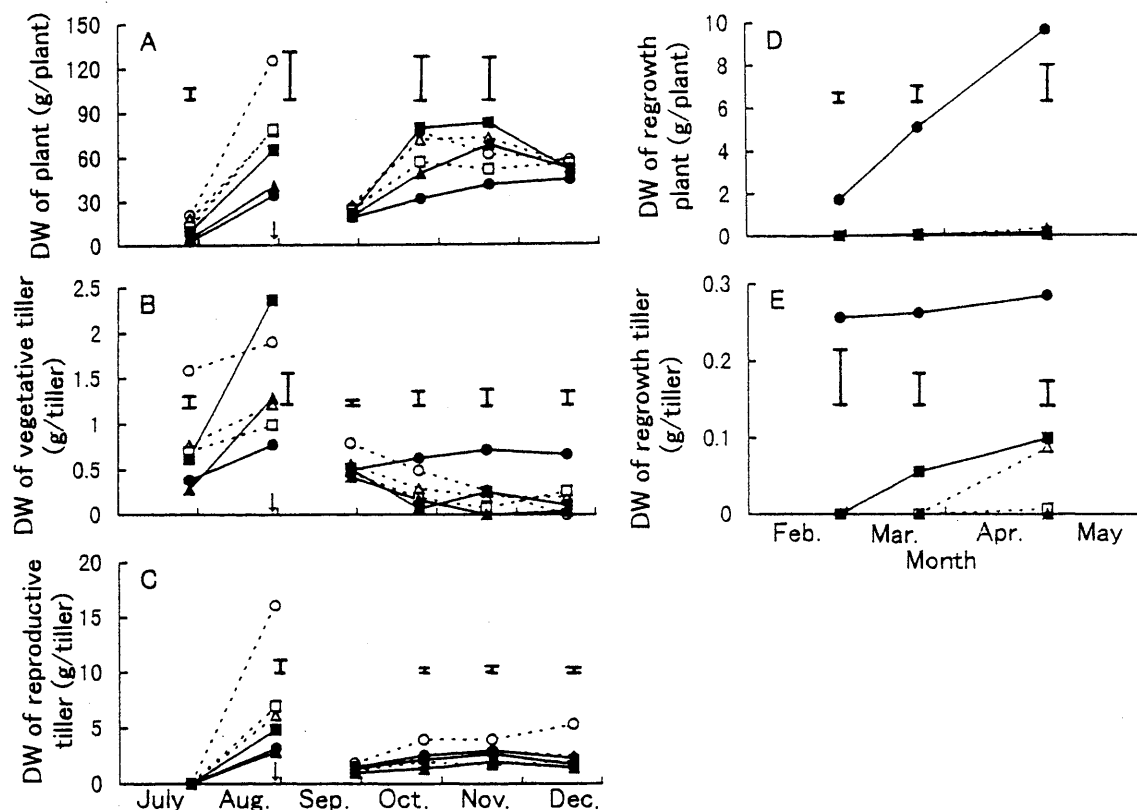 A
DW of plant (g/plant)
150
120
90
60
30
0
B
DW of vegetative tiller
(g/tiller)
2.5
2
1.5
1
0.5
0
C
DW of reproductive
tiller (g/tiller)
20
15
10
5
0
July Aug. Sep. Oct. Nov. Dec.
D
DW of regrowth
plant (g/plant)
10
8
6
4
2
0
E
DW of regrowth tiller
(g/tiller)
0.3
0.2
0.1
0
Feb. Mar. Apr. May
Month